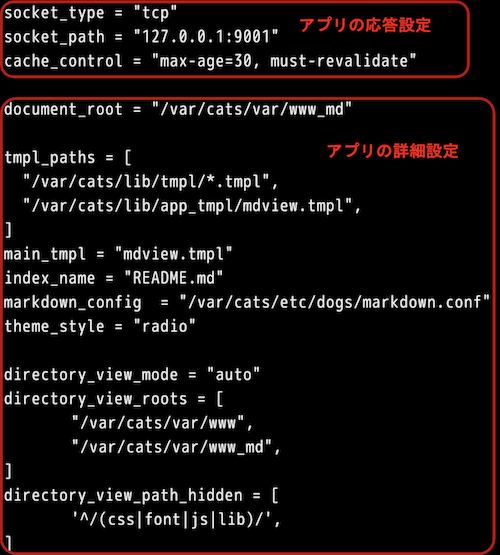 socket_type = "tcp"
アプリの応答設定
socket_path = "127.0.0.1:9001"
cache_control = "max-age=30, must-revalidate"
document_root = "/var/cats/var/www_md"
アプリの詳細設定
tmpl_paths = [
  "/var/cats/lib/tmpl/*.tmpl",
  "/var/cats/lib/app_tmpl/mdview.tmpl",
]
main_tmpl = "mdview.tmpl"
index_name = "README.md"
markdown_config  = "/var/cats/etc/dogs/markdown.conf"
theme_style = "radio"
directory_view_mode = "auto"
directory_view_roots = [
        "/var/cats/var/www",
        "/var/cats/var/www_md",
]
directory_view_path_hidden = [
        '^/(css|font|js|lib)/',
]